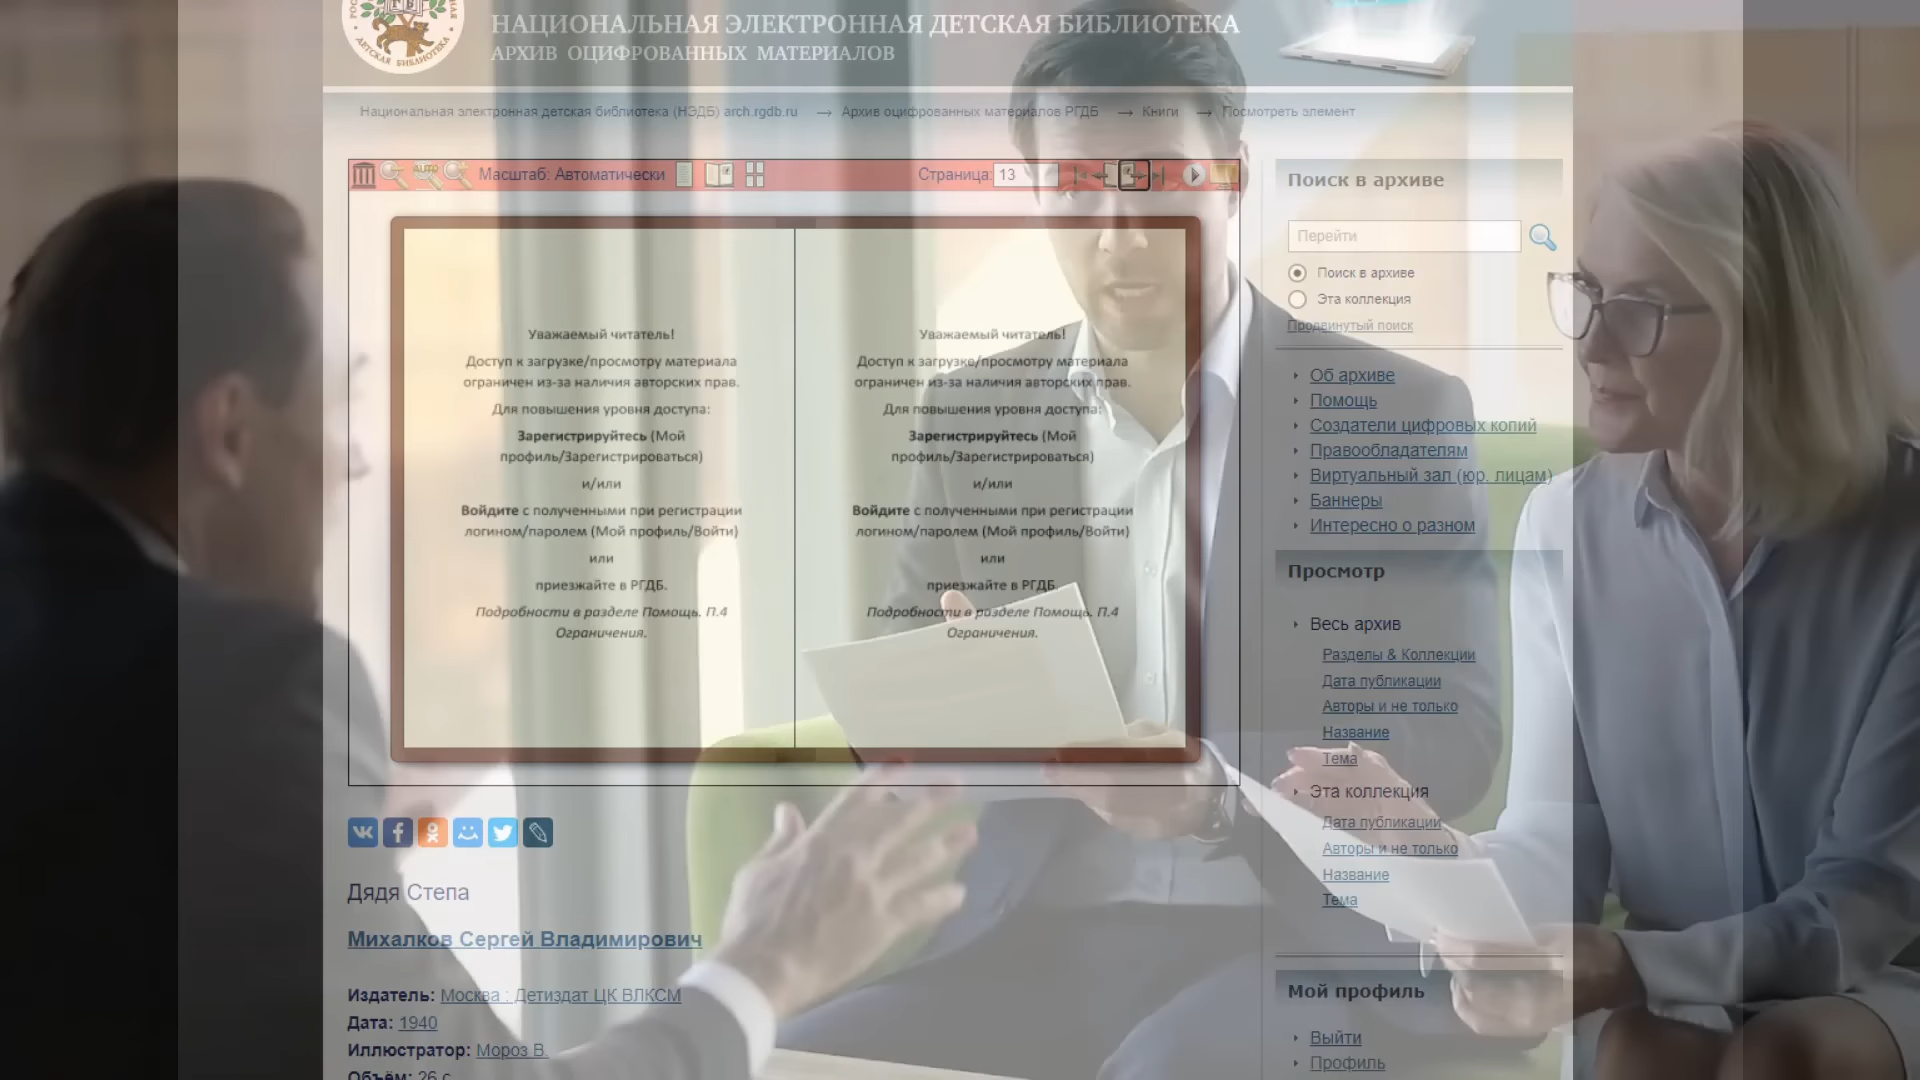 НАЦИОНАЛЬНАЯ ЭЛЕКТРОННАЯ ДЕТСКАЯ БИБЛИОТЕКА
АРХИВ ОЦИФРОВАННЫХ МАТЕРИАЛОВ
ДЕТСКАЯ БИБЛИОТЕКА
Национальная электронная детская библиотека (НЭДБ) arch.rgdb.ru → Архив оцифрованных материалов РГДБ → Книги → Посмотреть элемент
AUTO Масштаб: Автоматически Страница: 13
Уважаемый читатель!
Доступ к загрузке/просмотру материала
ограничен из-за наличия авторских прав.
Для повышения уровня доступа:
Зарегистрируйтесь (Мой
профиль/Зарегистрироваться)
и/или
Войдите с полученными при регистрации
логином/паролем (Мой профиль/Войти)
или
приезжайте в РГДБ.
Подробности в разделе Помощь. П.4
Ограничения.
Уважаемый читатель!
Доступ к загрузке/просмотру материала
ограничен из-за наличия авторских прав.
Для повышения уровня доступа:
Зарегистрируйтесь (Мой
профиль/Зарегистрироваться)
и/или
Войдите с полученными при регистрации
логином/паролем (Мой профиль/Войти)
или
приезжайте в РГДБ.
Подробности в разделе Помощь. П.4
Ограничения.
Дядя Степа
Михалков Сергей Владимирович
Издатель: Москва : Детиздат ЦК ВЛКСМ
Дата: 1940
Иллюстратор: Мороз В.
Объём: 26 с.
Поиск в архиве
Перейти
Поиск в архиве
Эта коллекция
Продвинутый поиск
Об архиве
Помощь
Создатели цифровых копий
Правообладателям
Виртуальный зал (юр. лицам)
Баннеры
Интересно о разном
Просмотр
Весь архив
Разделы & Коллекции
Дата публикации
Авторы и не только
Название
Тема
Эта коллекция
Дата публикации
Авторы и не только
Название
Тема
Мой профиль
Выйти
Профиль